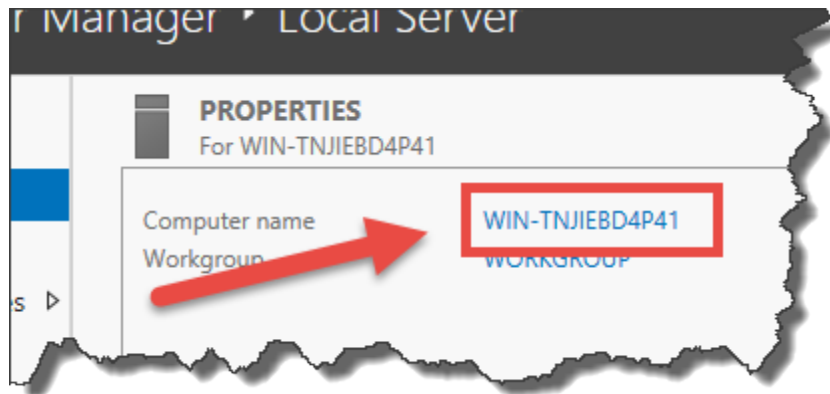 r Manager ‣ Local Server
PROPERTIES
For WIN-TNJIEBD4P41
Computer name WIN-TNJIEBD4P41
Workgroup WORKGROUP
es